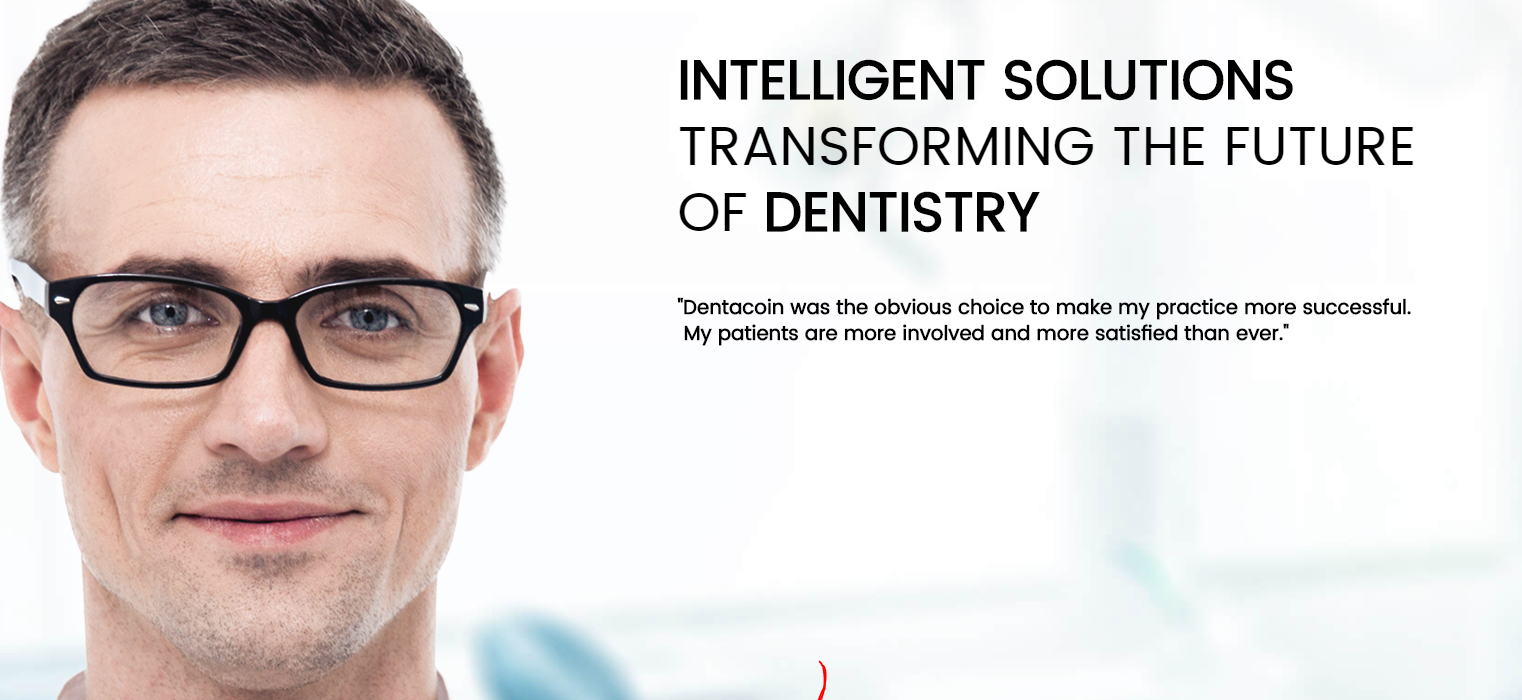 INTELLIGENT SOLUTIONS
TRANSFORMING THE FUTURE
OF DENTISTRY
"Dentacoin was the obvious choice to make my practice more successful.
My patients are more involved and more satisfied than ever."